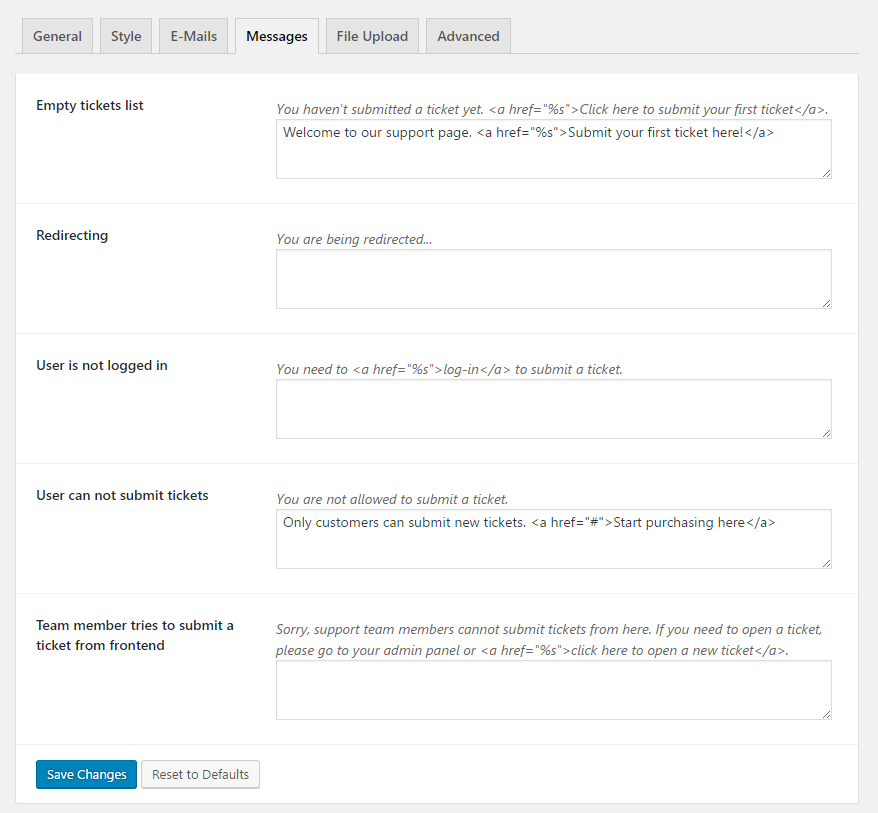 General Style E-Mails Messages File Upload Advanced
Empty tickets list
You haven't submitted a ticket yet. <a href="%s">Click here to submit your first ticket</a>.
Welcome to our support page. <a href="%s">Submit your first ticket here!</a>
Redirecting
You are being redirected...
User is not logged in
You need to <a href="%s">log-in</a> to submit a ticket.
User can not submit tickets
You are not allowed to submit a ticket.
Only customers can submit new tickets. <a href="#">Start purchasing here</a>
Team member tries to submit a
ticket from frontend
Sorry, support team members cannot submit tickets from here. If you need to open a ticket,
please go to your admin panel or <a href="%s">click here to open a new ticket</a>.
Save Changes Reset to Defaults